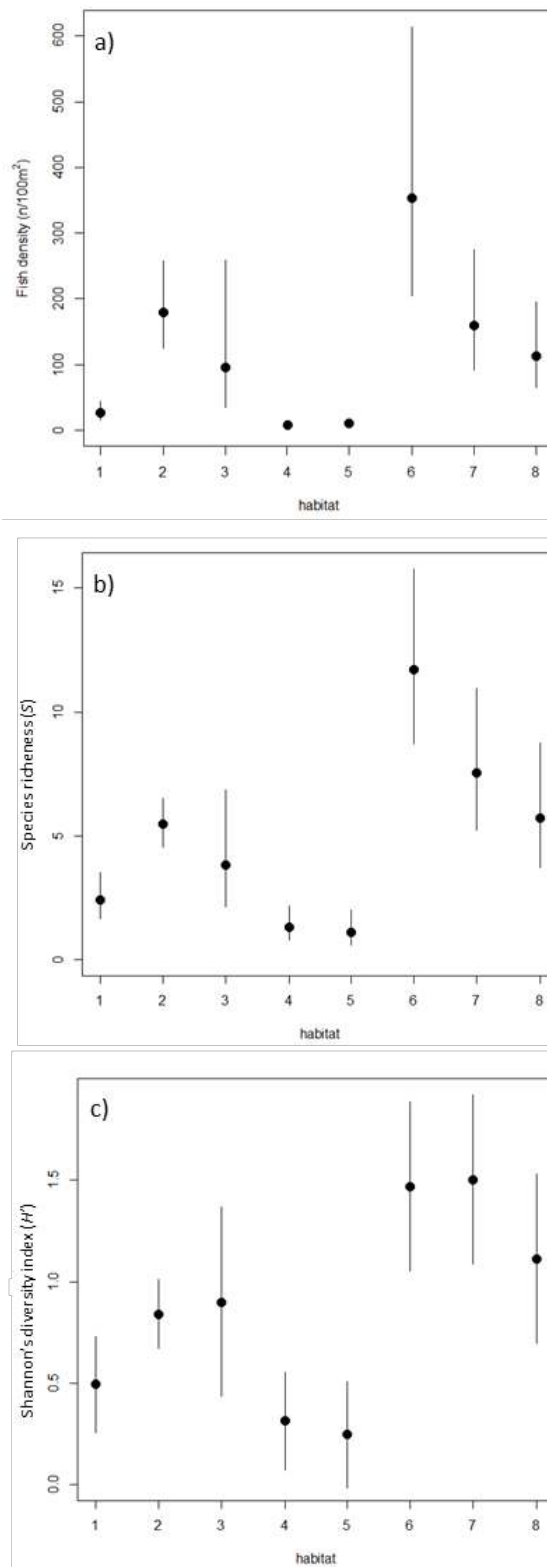 a)
600
500
400
300
200
100
0
Fish density (n/100m²)
1 2 3 4 5 6 7 8
habitat
b)
15
10
5
0
Species richeness (S)
1 2 3 4 5 6 7 8
habitat
c)
1.5
1.0
0.5
0.0
Shannon's diversity index (H')
1 2 3 4 5 6 7 8
habitat